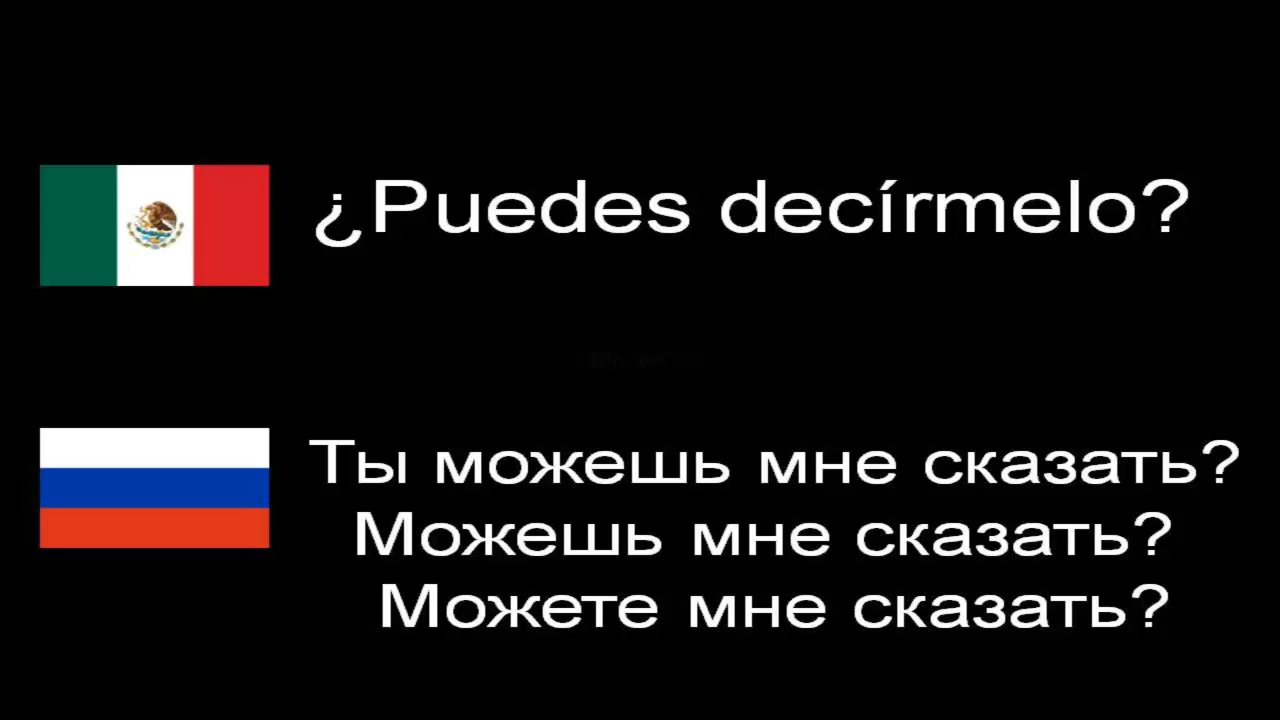 ¿Puedes decírmelo?
Ты можешь мне сказать?
Можешь мне сказать?
Можете мне сказать?